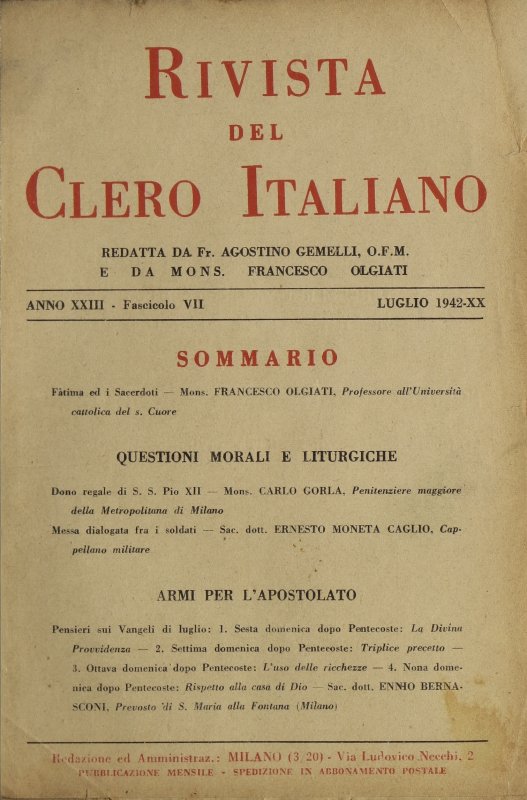 RIVISTA
DEL
CLERO ITALIANO
REDATTA DA Fr. AGOSTINO GEMELLI, O.F.M.
E DA MONS. FRANCESCO OLGIATI
ANNO XXIII - Fascicolo VII LUGLIO 1942-XX
SOMMARIO
Fàtima ed i Sacerdoti — Mons. FRANCESCO OLGIATI, Professore all'Università
cattolica del s. Cuore
QUESTIONI MORALI E LITURGICHE
Dono regale di S. S. Pio XII — Mons. CARLO GORLA, Penitenziere maggiore
della Metropolitana di Milano
Messa dialogata fra i soldati — Sac. dott. ERNESTO MONETA CAGLIO, Cap-
pellano militare
ARMI PER L'APOSTOLATO
Pensieri sui Vangeli di luglio: 1. Sesta domenica dopo Pentecoste: La Divina
Provvidenza — 2. Settima domenica dopo Pentecoste: Triplice precetto —
3. Ottava domenica dopo Pentecoste: L'uso delle ricchezze — 4. Nona dome-
nica dopo Pentecoste: Rispetto alla casa di Dio — Sac. dott. ENNIO BERNA-
SCONI, Prevosto di S. Maria alla Fontana (Milano)
Redazione ed Amministraz.: MILANO (3/20) - Via Ludovico Necchi, 2
PUBBLICAZIONE MENSILE - SPEDIZIONE IN ABBONAMENTO POSTALE